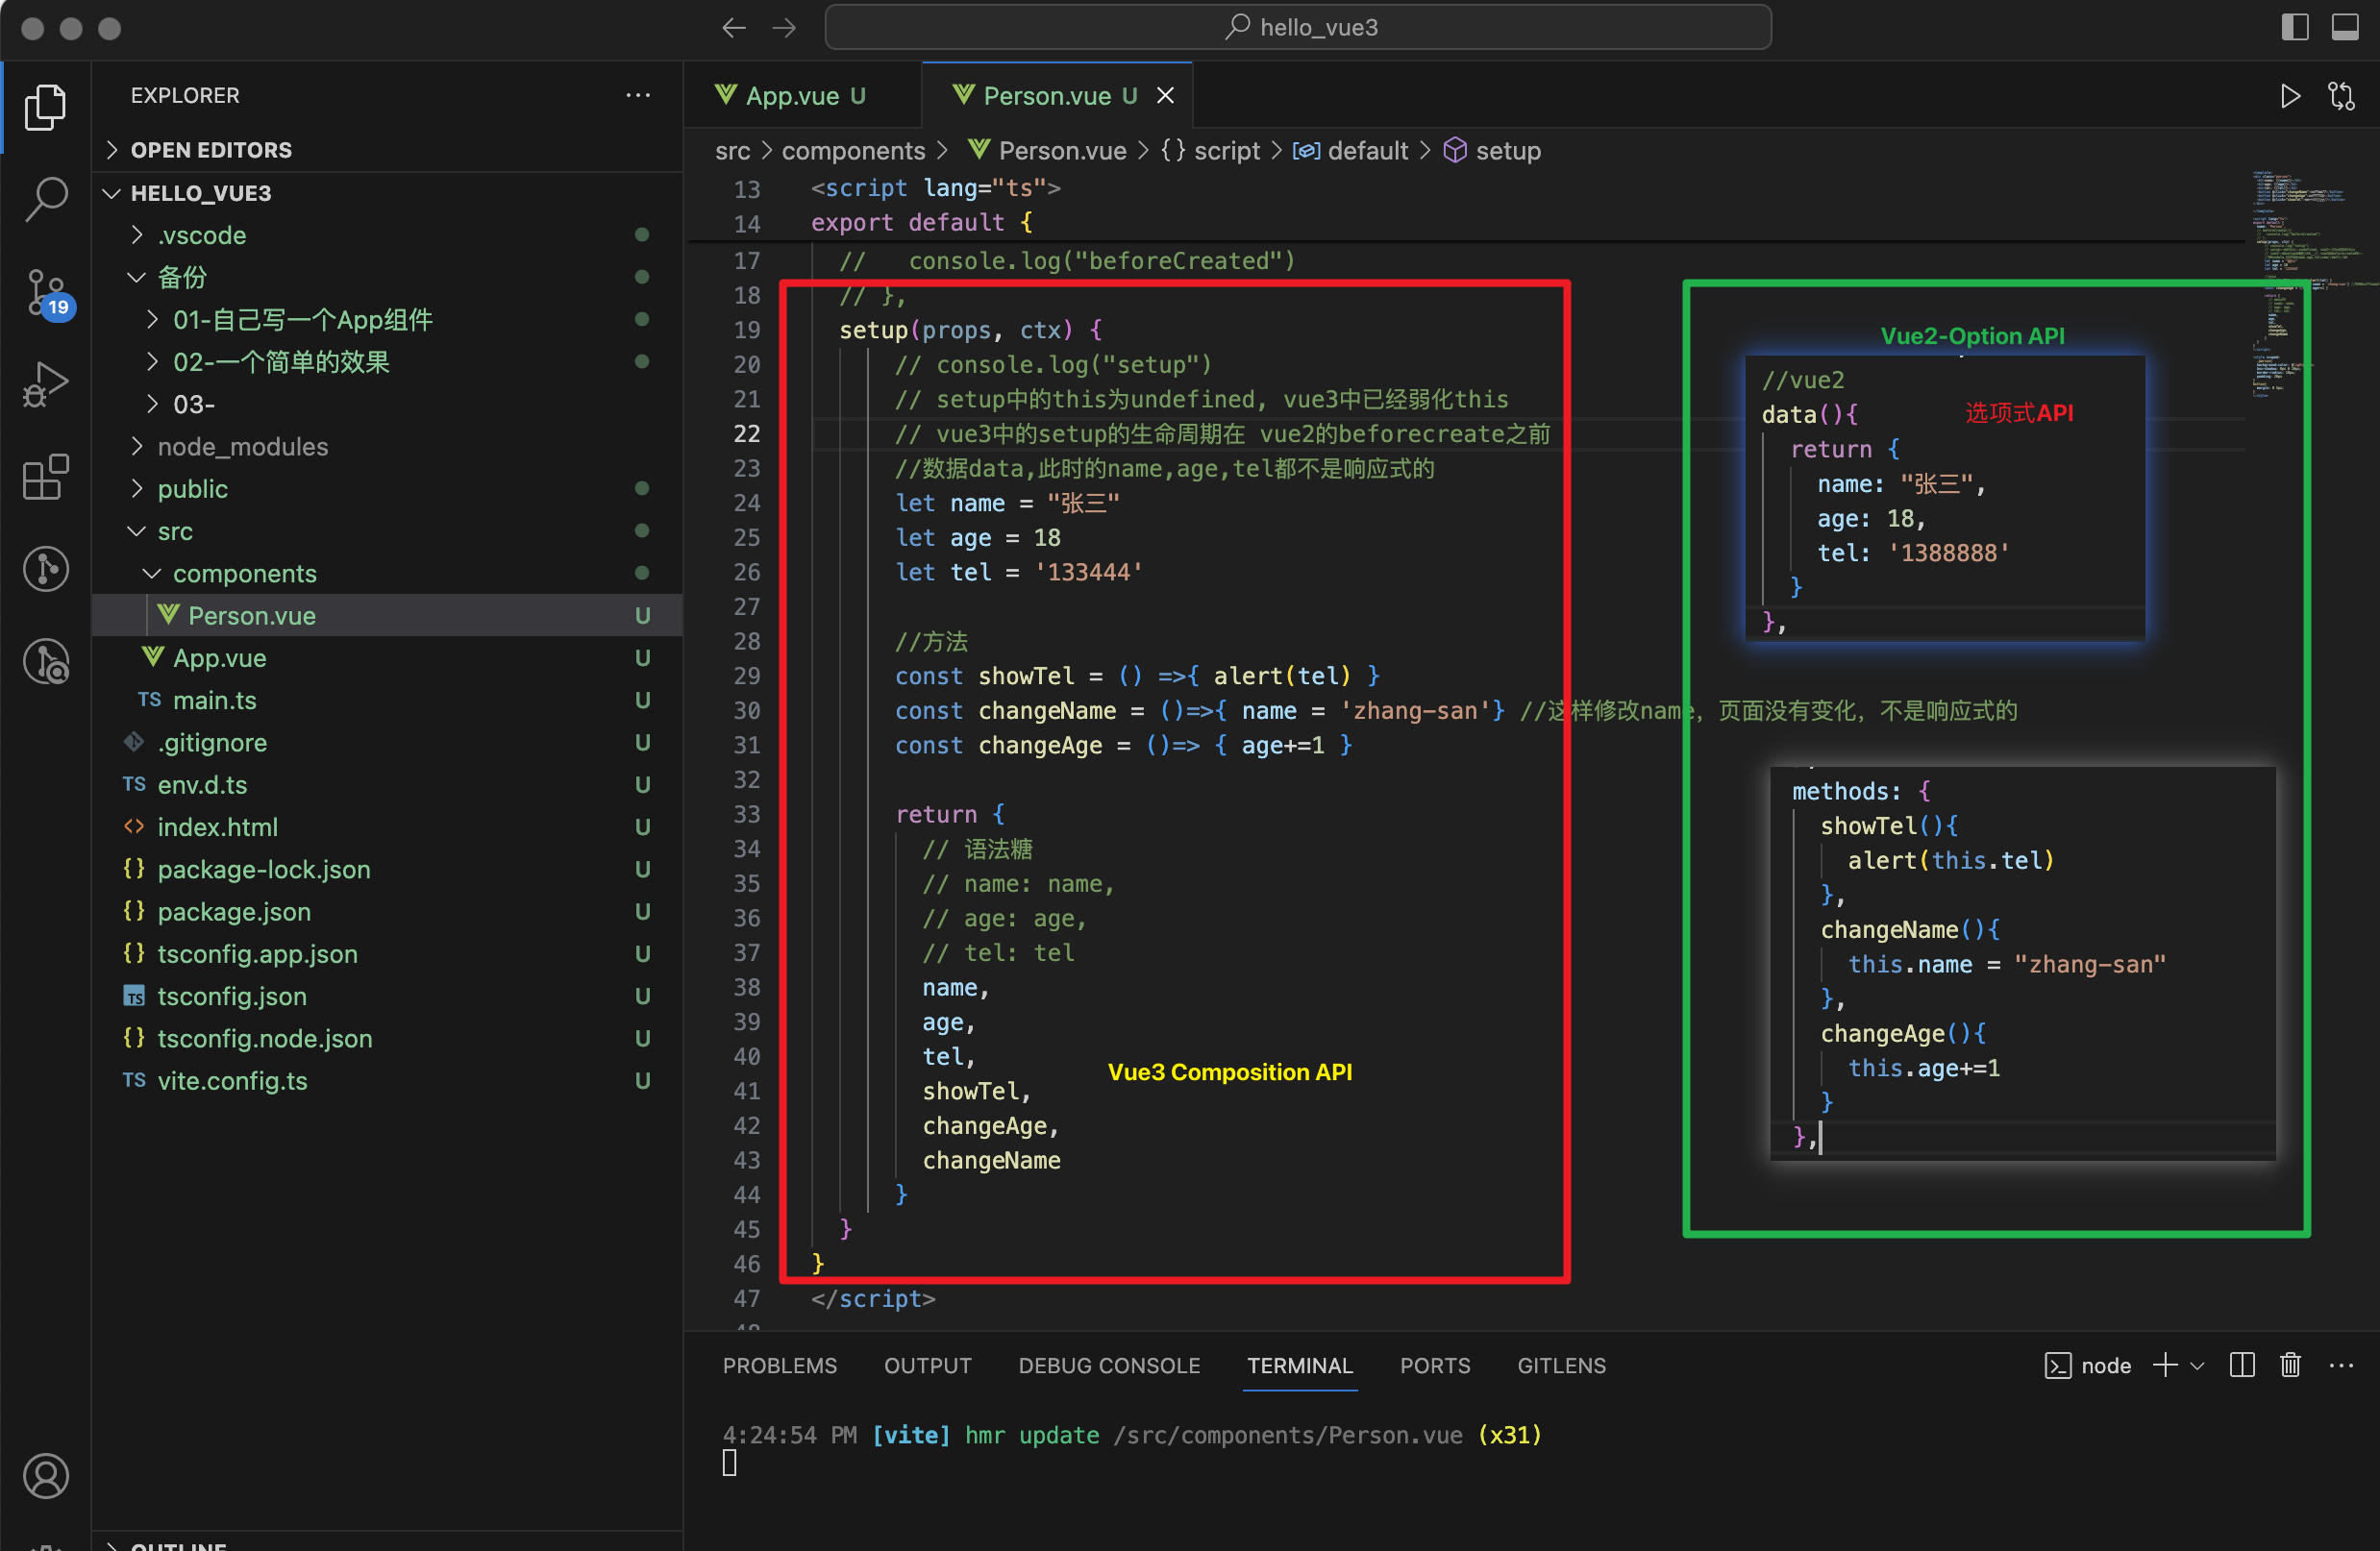 hello_vue3
EXPLORER
OPEN EDITORS
HELLO_VUE3
.vscode
备份
01-自己写一个App组件
02-一个简单的效果
03-
node_modules
public
src
components
Person.vue U
App.vue U
TS main.ts U
.gitignore U
TS env.d.ts U
<> index.html U
{} package-lock.json U
{} package.json U
{} tsconfig.app.json U
TS tsconfig.json U
{} tsconfig.node.json U
TS vite.config.ts U
19
App.vue U
Person.vue U
src > components > Person.vue > {} script > default > setup
13 <script lang="ts">
14 export default {
17 //   console.log("beforeCreated")
18 // },
19 setup(props, ctx) {
20 // console.log("setup")
21 // setup中的this为undefined, vue3中已经弱化this
22 // vue3中的setup的生命周期在 vue2的beforecreate之前
23 //数据data,此时的name,age,tel都不是响应式的
24 let name = "张三"
25 let age = 18
26 let tel = '133444'
27
28 //方法
29 const showTel = () =>{ alert(tel) }
30 const changeName = ()=>{ name = 'zhang-san'} //这样修改name, 页面没有变化, 不是响应式的
31 const changeAge = ()=> { age+=1 }
32
33 return {
34 // 语法糖
35 // name: name,
36 // age: age,
37 // tel: tel
38 name,
39 age,
40 tel,
41 showTel,
42 changeAge,
43 changeName
44 }
45 }
46 }
47 </script>
Vue3 Composition API
Vue2-Option API
//vue2
选项式API
data(){
return {
name: "张三",
age: 18,
tel: '1388888'
}
},
methods: {
showTel(){
alert(this.tel)
},
changeName(){
this.name = "zhang-san"
},
changeAge(){
this.age+=1
}
},
PROBLEMS OUTPUT DEBUG CONSOLE TERMINAL PORTS GITLENS
node
4:24:54 PM [vite] hmr update /src/components/Person.vue (x31)
OUTLINE